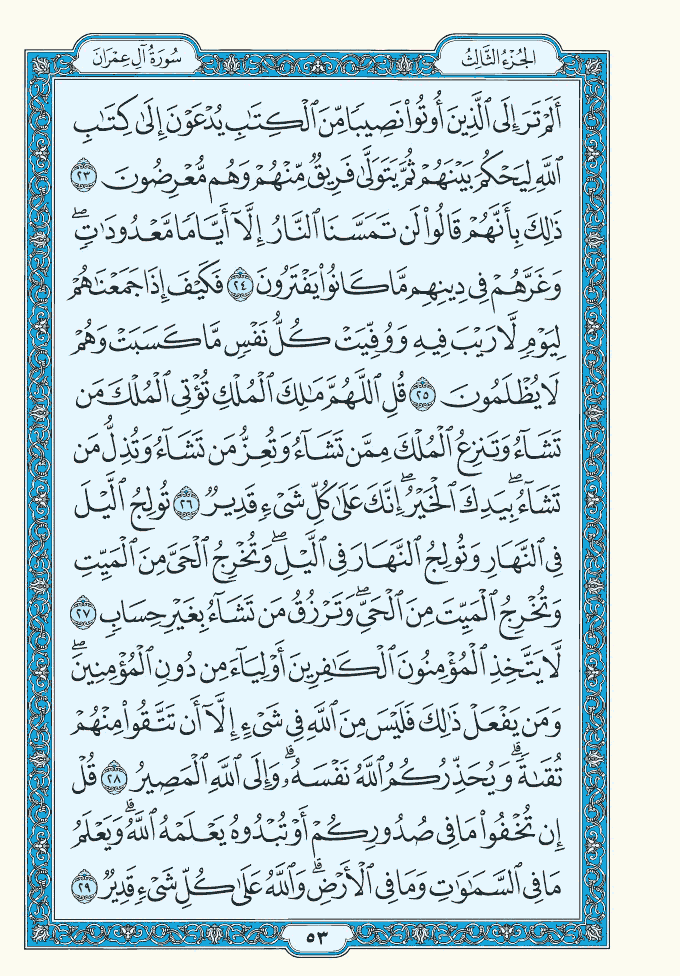 الجُزْءُ الثَّالِثُ
سُورَةُ آلِ عِمْرَان
أَلَمْ تَرَ إِلَى ٱلَّذِينَ أُوتُوا۟ نَصِيبًا مِّنَ ٱلْكِتَـٰبِ يُدْعَوْنَ إِلَىٰ كِتَـٰبِ
ٱللَّهِ لِيَحْكُمَ بَيْنَهُمْ ثُمَّ يَتَوَلَّىٰ فَرِيقٌ مِّنْهُمْ وَهُم مُّعْرِضُونَ ٢٣
ذَٰلِكَ بِأَنَّهُمْ قَالُوا۟ لَن تَمَسَّنَا ٱلنَّارُ إِلَّآ أَيَّامًا مَّعْدُودَٰتٍ ۖ
وَغَرَّهُمْ فِى دِينِهِم مَّا كَانُوا۟ يَفْتَرُونَ ٢٤ فَكَيْفَ إِذَا جَمَعْنَـٰهُمْ
لِيَوْمٍ لَّا رَيْبَ فِيهِ وَوُفِّيَتْ كُلُّ نَفْسٍ مَّا كَسَبَتْ وَهُمْ
لَا يُظْلَمُونَ ٢٥ قُلِ ٱللَّهُمَّ مَـٰلِكَ ٱلْمُلْكِ تُؤْتِى ٱلْمُلْكَ مَن
تَشَآءُ وَتَنزِعُ ٱلْمُلْكَ مِمَّن تَشَآءُ وَتُعِزُّ مَن تَشَآءُ وَتُذِلُّ مَن
تَشَآءُ ۖ بِيَدِكَ ٱلْخَيْرُ ۖ إِنَّكَ عَلَىٰ كُلِّ شَىْءٍ قَدِيرٌ ٢٦ تُولِجُ ٱلَّيْلَ
فِى ٱلنَّهَارِ وَتُولِجُ ٱلنَّهَارَ فِى ٱلَّيْلِ ۖ وَتُخْرِجُ ٱلْحَىَّ مِنَ ٱلْمَيِّتِ
وَتُخْرِجُ ٱلْمَيِّتَ مِنَ ٱلْحَىِّ ۖ وَتَرْزُقُ مَن تَشَآءُ بِغَيْرِ حِسَابٍ ٢٧
لَّا يَتَّخِذِ ٱلْمُؤْمِنُونَ ٱلْكَـٰفِرِينَ أَوْلِيَآءَ مِن دُونِ ٱلْمُؤْمِنِينَ ۖ
وَمَن يَفْعَلْ ذَٰلِكَ فَلَيْسَ مِنَ ٱللَّهِ فِى شَىْءٍ إِلَّآ أَن تَتَّقُوا۟ مِنْهُمْ
تُقَىٰةً ۗ وَيُحَذِّرُكُمُ ٱللَّهُ نَفْسَهُۥ ۗ وَإِلَى ٱللَّهِ ٱلْمَصِيرُ ٢٨ قُلْ
إِن تُخْفُوا۟ مَا فِى صُدُورِكُمْ أَوْ تُبْدُوهُ يَعْلَمْهُ ٱللَّهُ ۗ وَيَعْلَمُ
مَا فِى ٱلسَّمَـٰوَٰتِ وَمَا فِى ٱلْأَرْضِ ۗ وَٱللَّهُ عَلَىٰ كُلِّ شَىْءٍ قَدِيرٌ ٢٩
٥٣